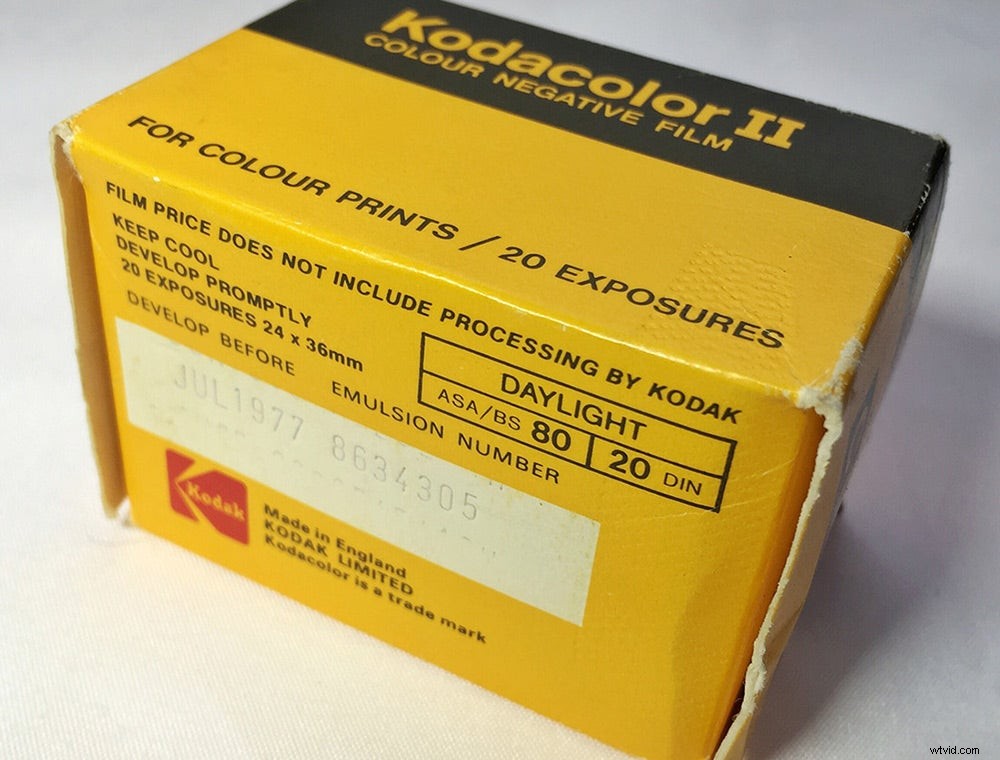 Kodacolor II
COLOUR NEGATIVE FILM
FOR COLOUR PRINTS / 20 EXPOSURES
FILM PRICE DOES NOT INCLUDE PROCESSING BY KODAK
KEEP COOL
DEVELOP PROMPTLY
20 EXPOSURES 24 x 36mm
DAYLIGHT
ASA/BS 80 20 DIN
DEVELOP BEFORE EMULSION NUMBER
JUL1977 8634305
Kodak
Made in England
KODAK LIMITED
Kodacolor is a trade mark
wtvid.com